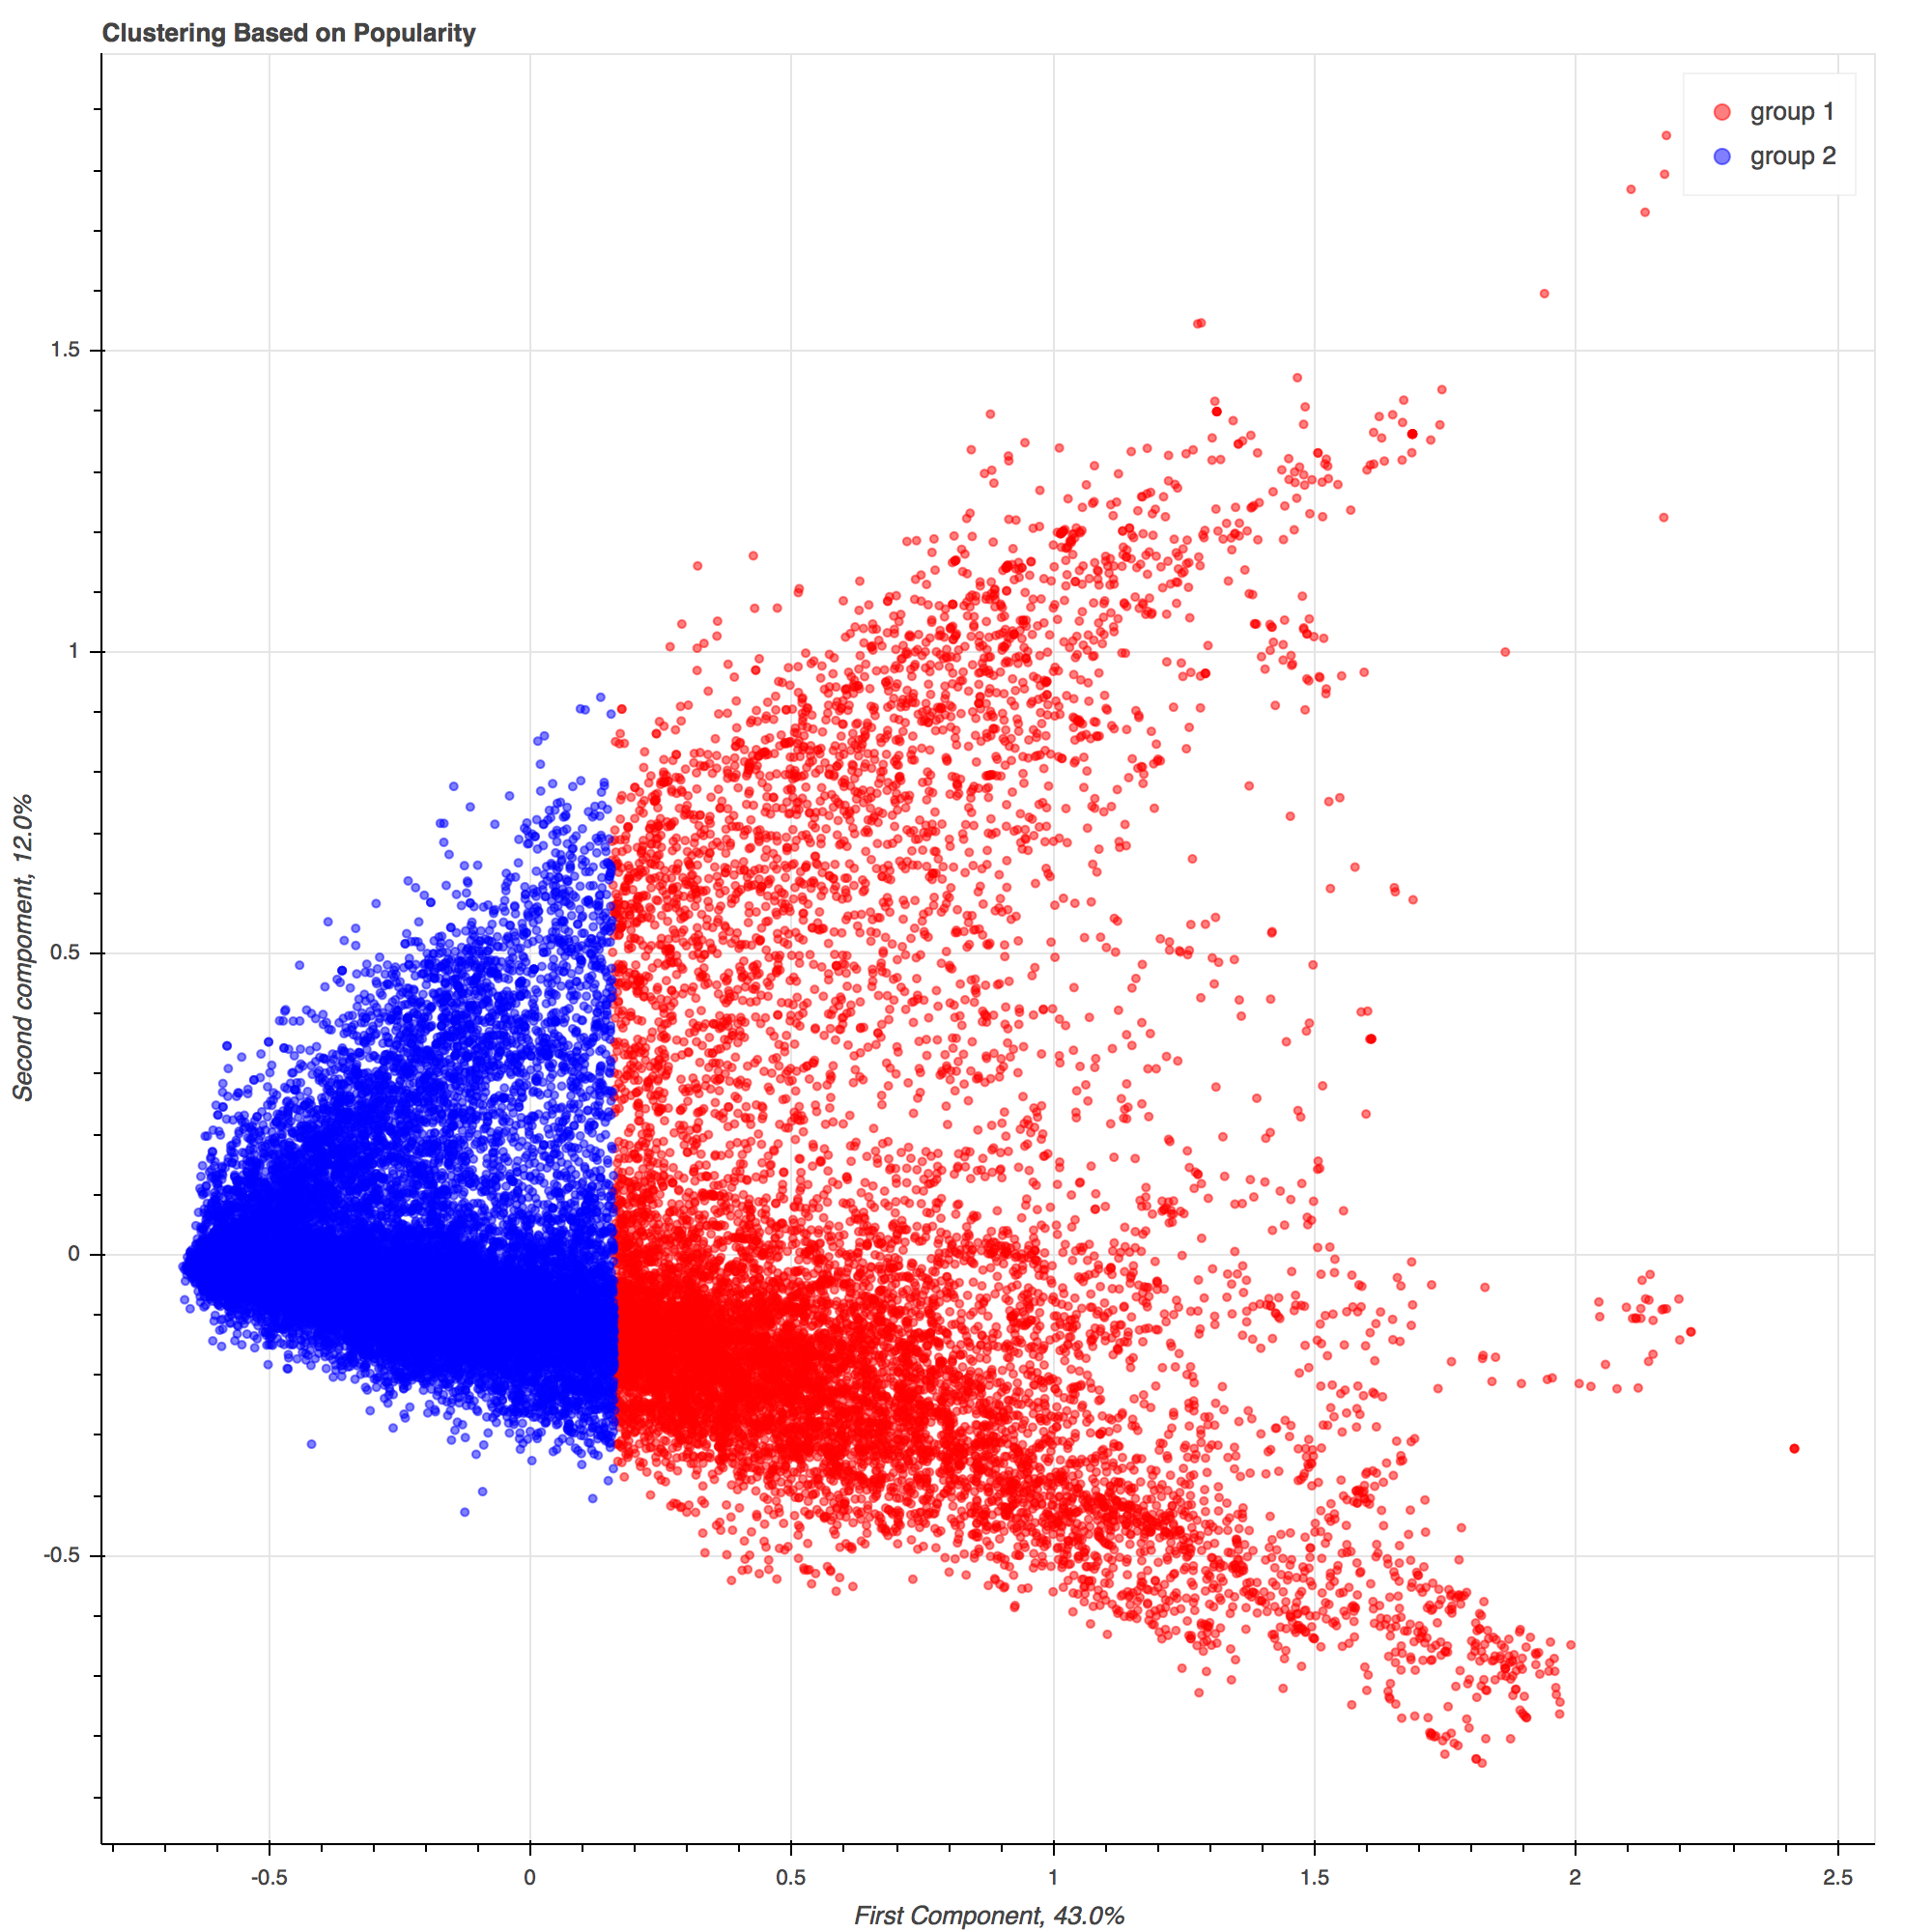 Clustering Based on Popularity
group 1
group 2
1.5
1
0.5
0
-0.5
Second compoment, 12.0%
-0.5
0
0.5
1
1.5
2
2.5
First Component, 43.0%